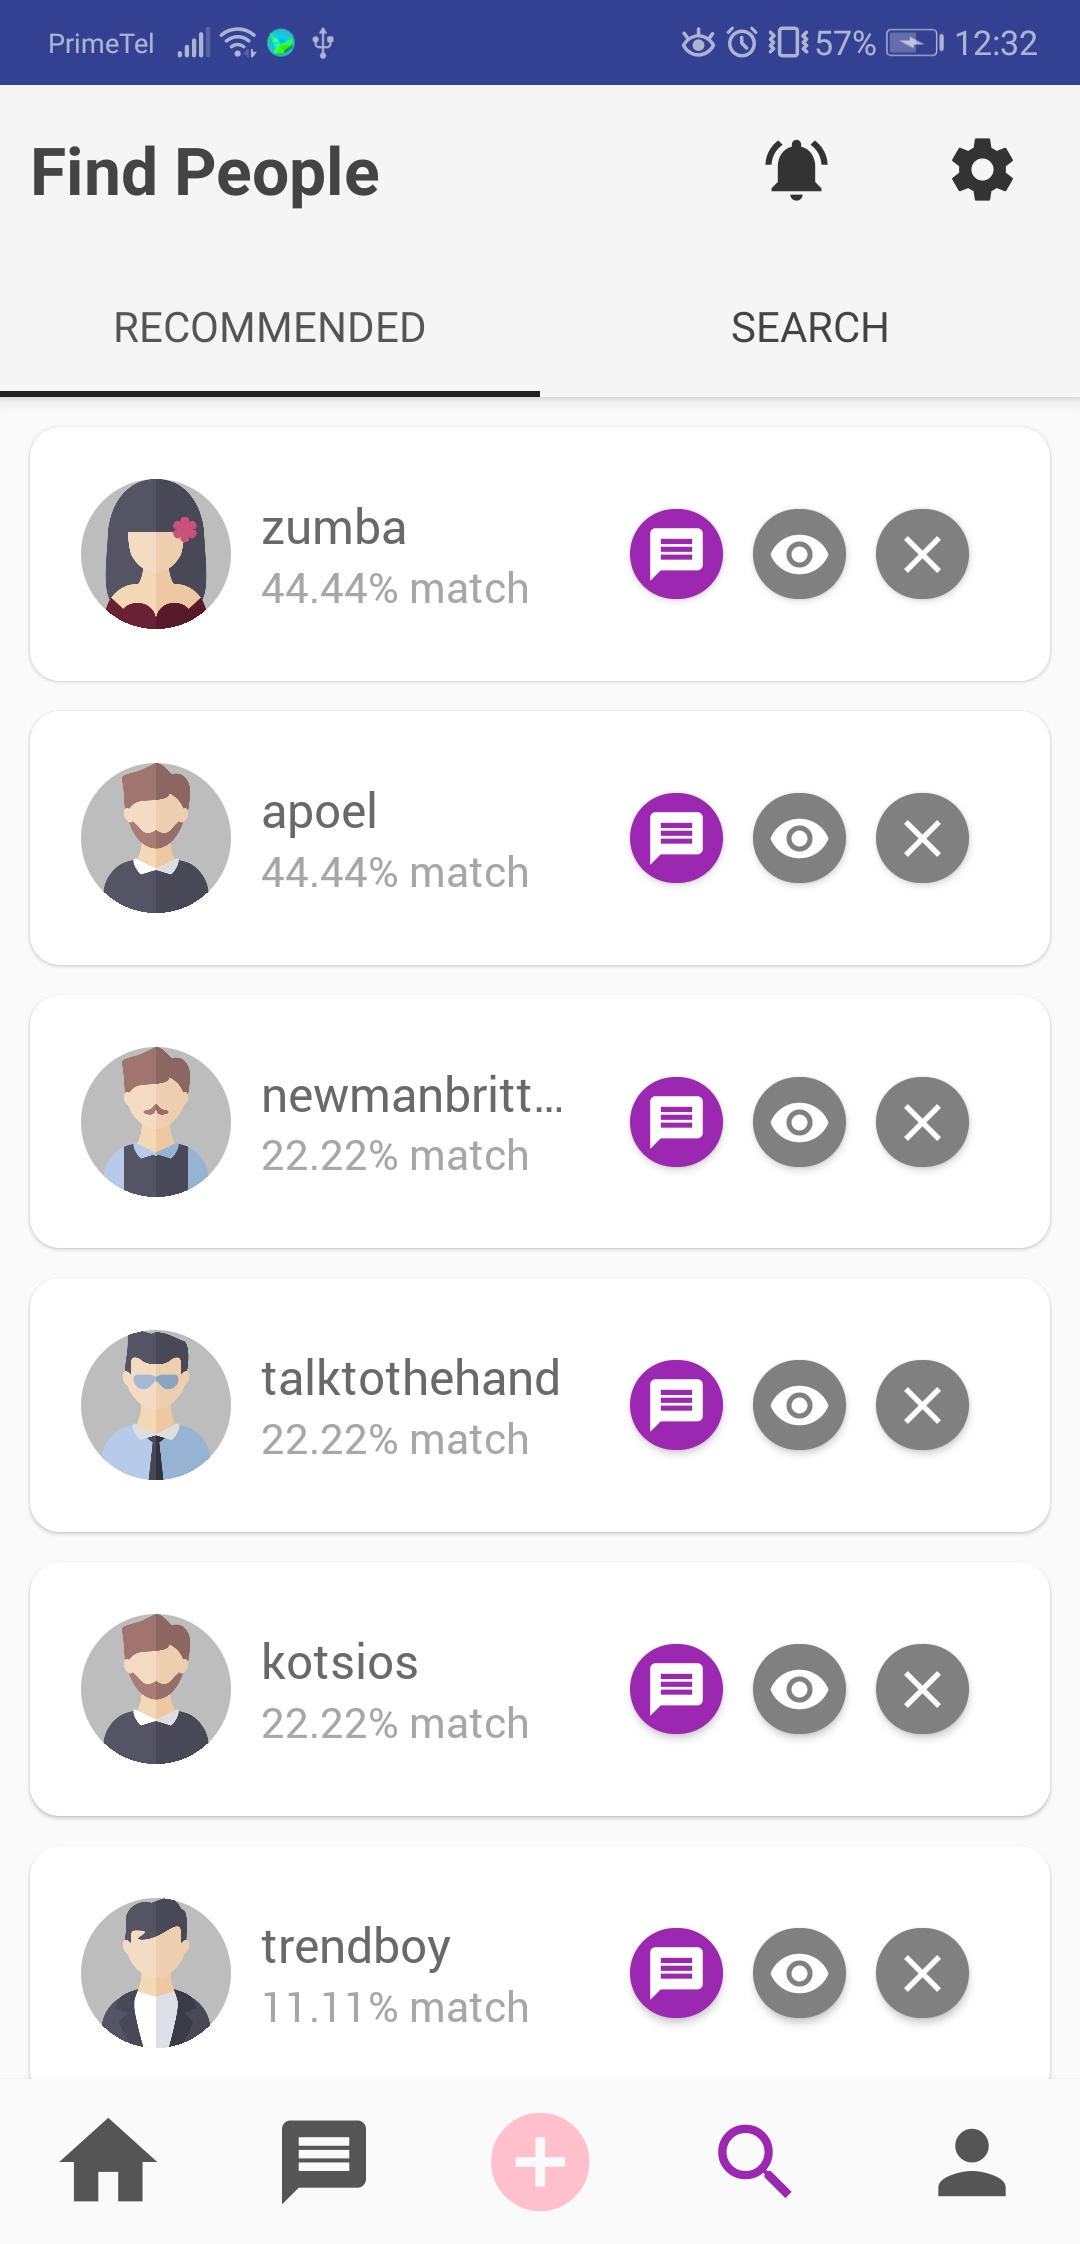 PrimeTel 57% 12:32
Find People
RECOMMENDED SEARCH
zumba
44.44% match
apoel
44.44% match
newmanbritt...
22.22% match
talktothehand
22.22% match
kotsios
22.22% match
trendboy
11.11% match